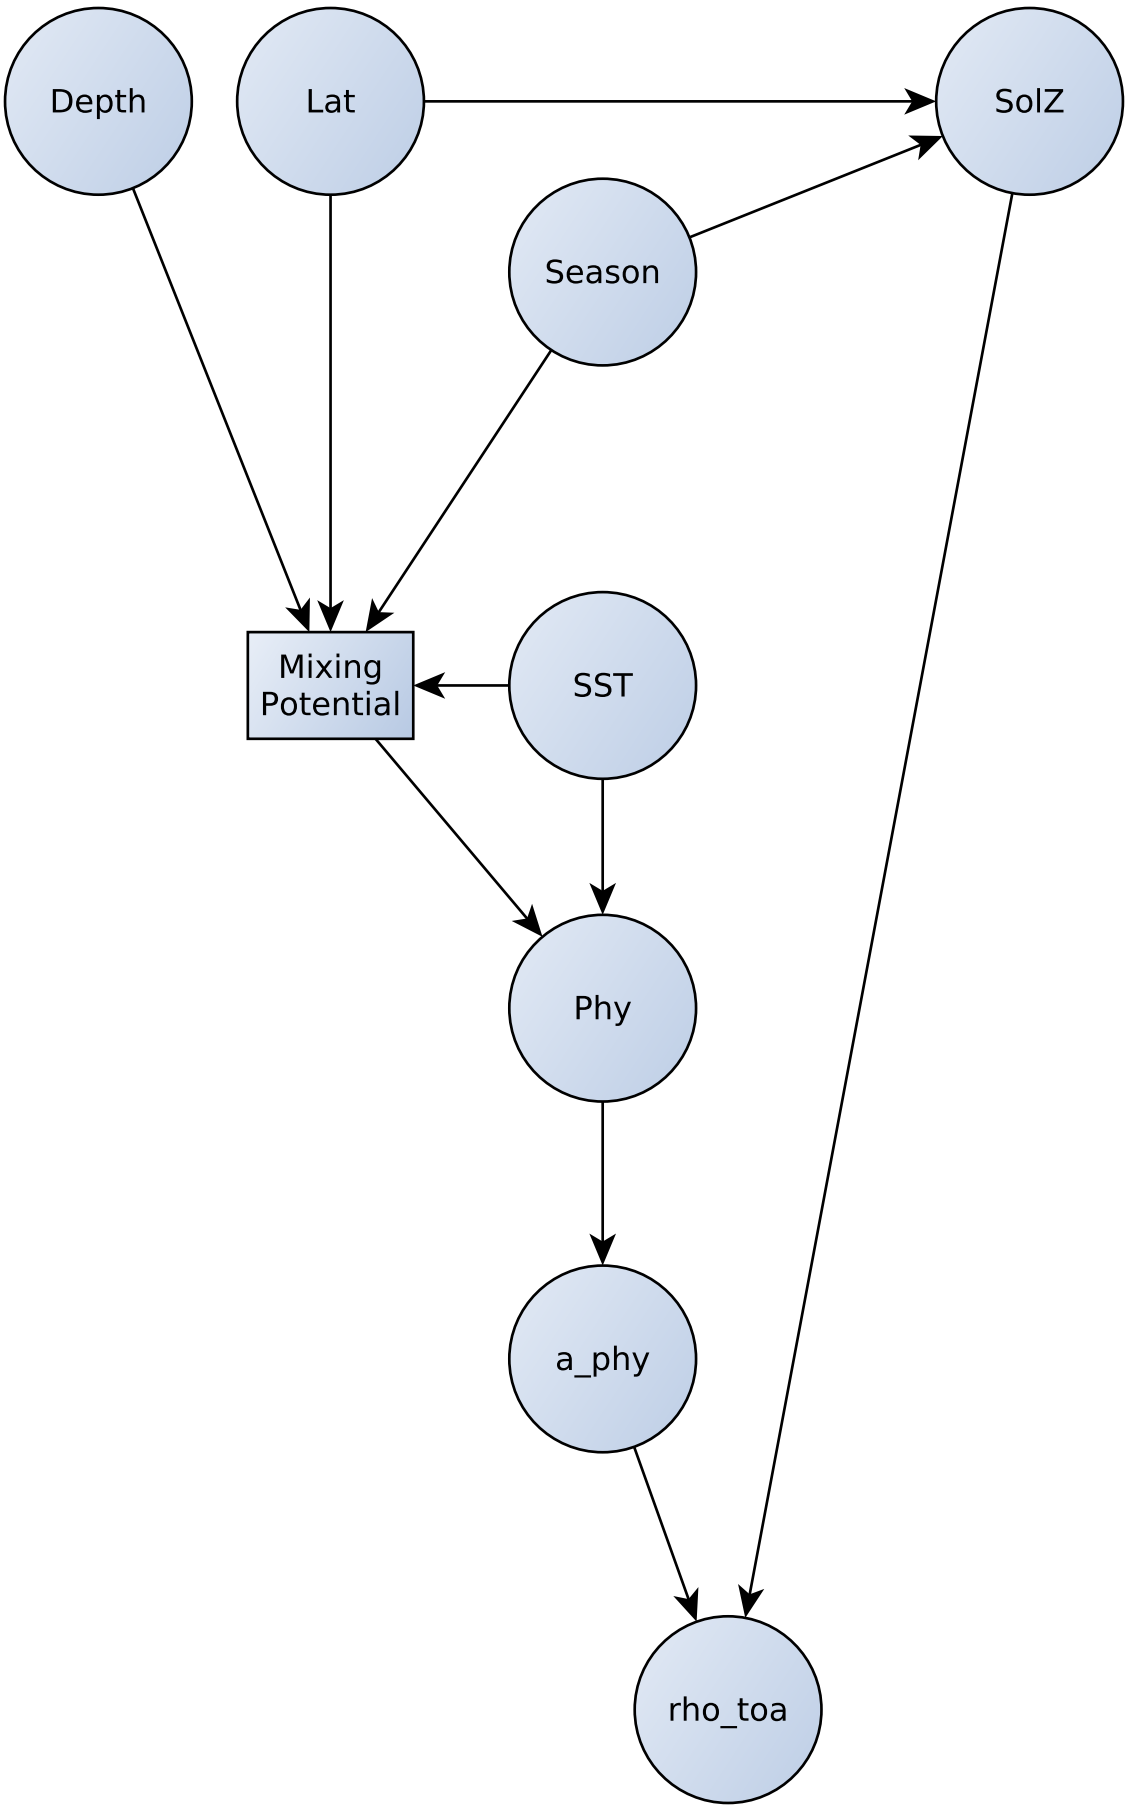 Depth
Lat
SolZ
Season
Mixing
Potential
SST
Phy
a_phy
rho_toa